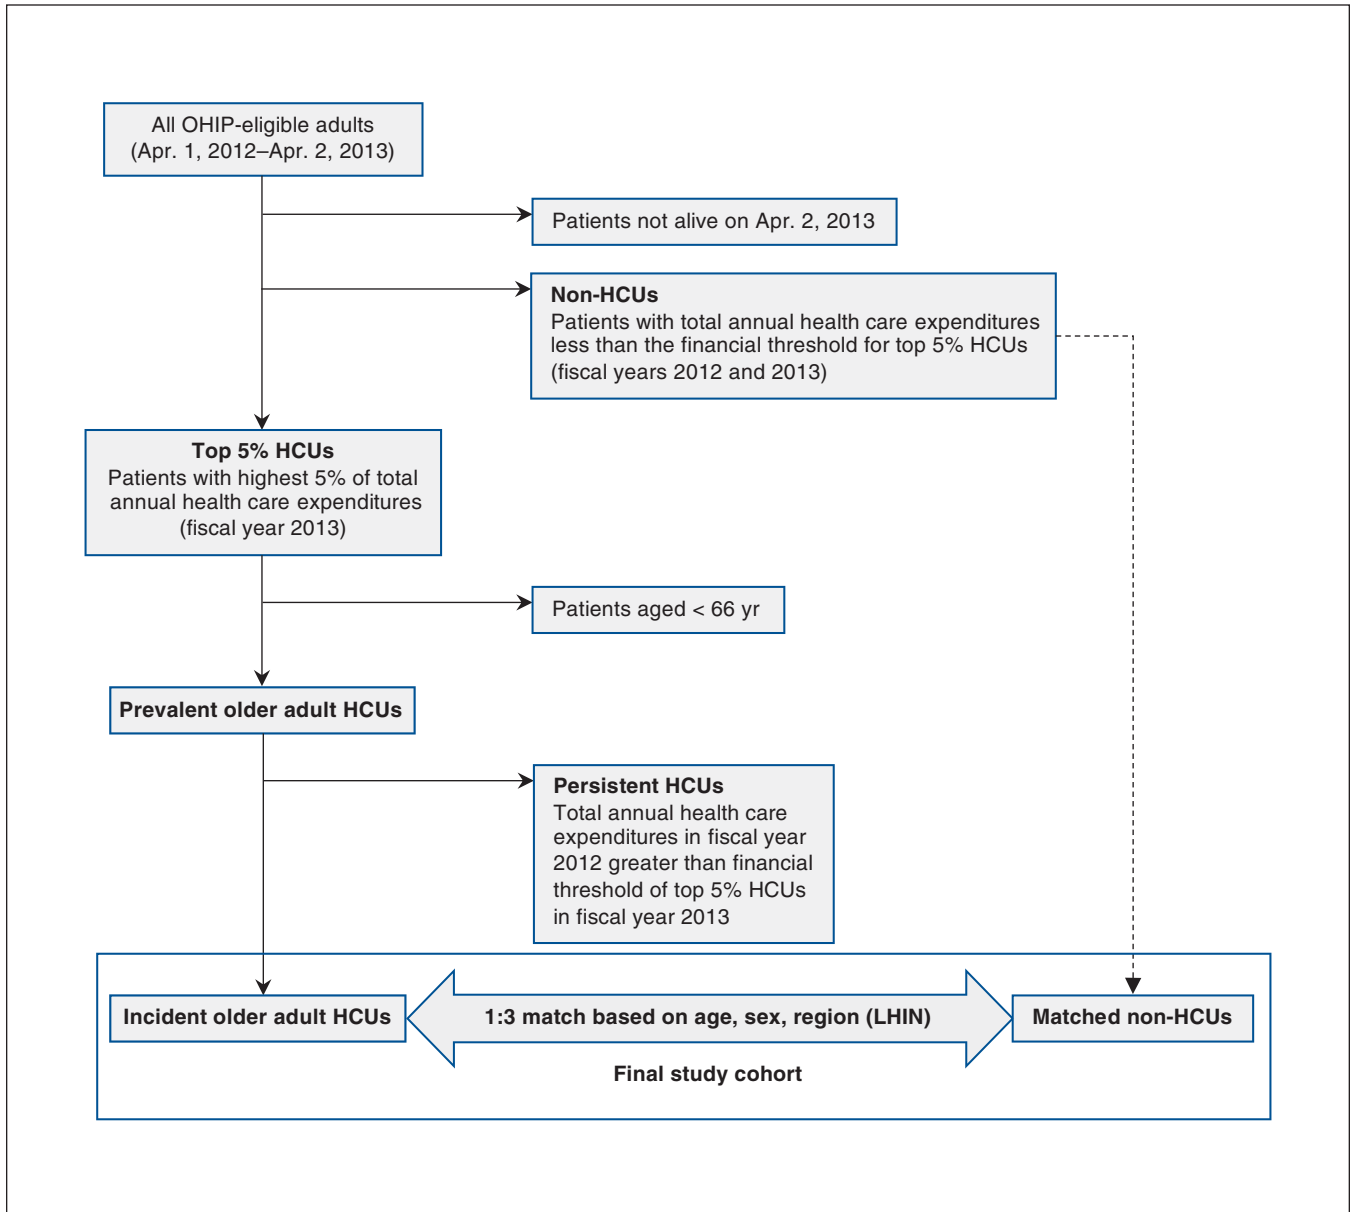 All OHIP-eligible adults
(Apr. 1, 2012–Apr. 2, 2013)
Patients not alive on Apr. 2, 2013
Non-HCUs
Patients with total annual health care expenditures
less than the financial threshold for top 5% HCUs
(fiscal years 2012 and 2013)
Top 5% HCUs
Patients with highest 5% of total
annual health care expenditures
(fiscal year 2013)
Patients aged < 66 yr
Prevalent older adult HCUs
Persistent HCUs
Total annual health care
expenditures in fiscal year
2012 greater than financial
threshold of top 5% HCUs
in fiscal year 2013
Incident older adult HCUs
1:3 match based on age, sex, region (LHIN)
Matched non-HCUs
Final study cohort